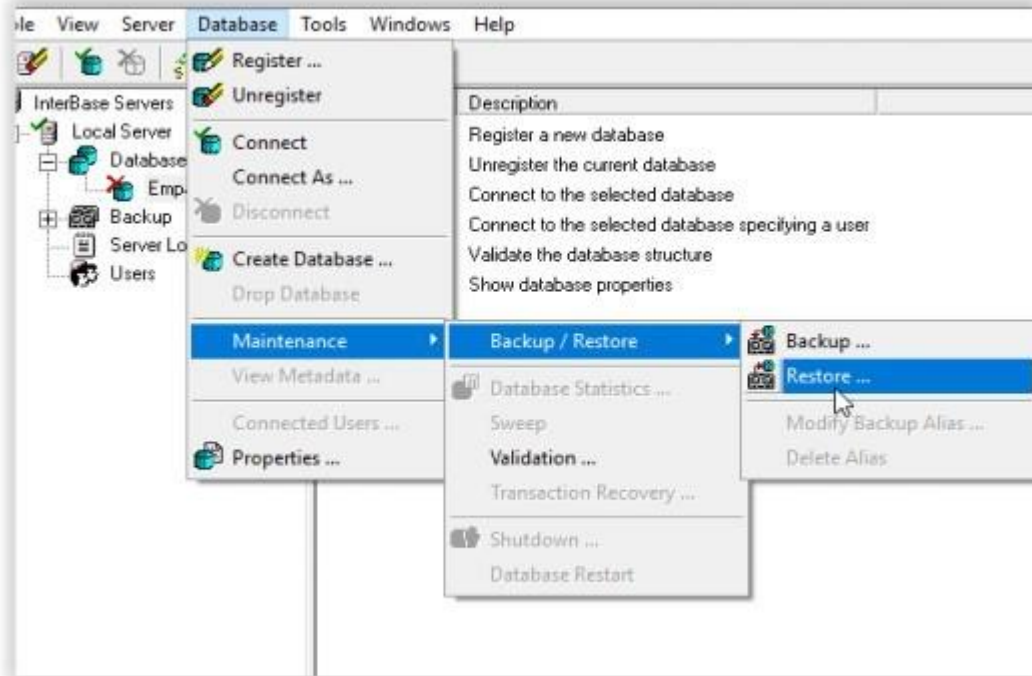 View Server Database Tools Windows Help
Register ...
Unregister
Connect
Connect As ...
Disconnect
Create Database ...
Drop Database
Maintenance
View Metadata ...
Connected Users ...
Properties ...
InterBase Servers
Local Server
Database
Emp
Backup
Server Lo
Users
Description
Register a new database
Unregister the current database
Connect to the selected database
Connect to the selected database specifying a user
Validate the database structure
Show database properties
Backup / Restore
Database Statistics ...
Sweep
Validation ...
Transaction Recovery ...
Shutdown ...
Database Restart
Backup ...
Restore ...
Modify Backup Alias ...
Delete Alias